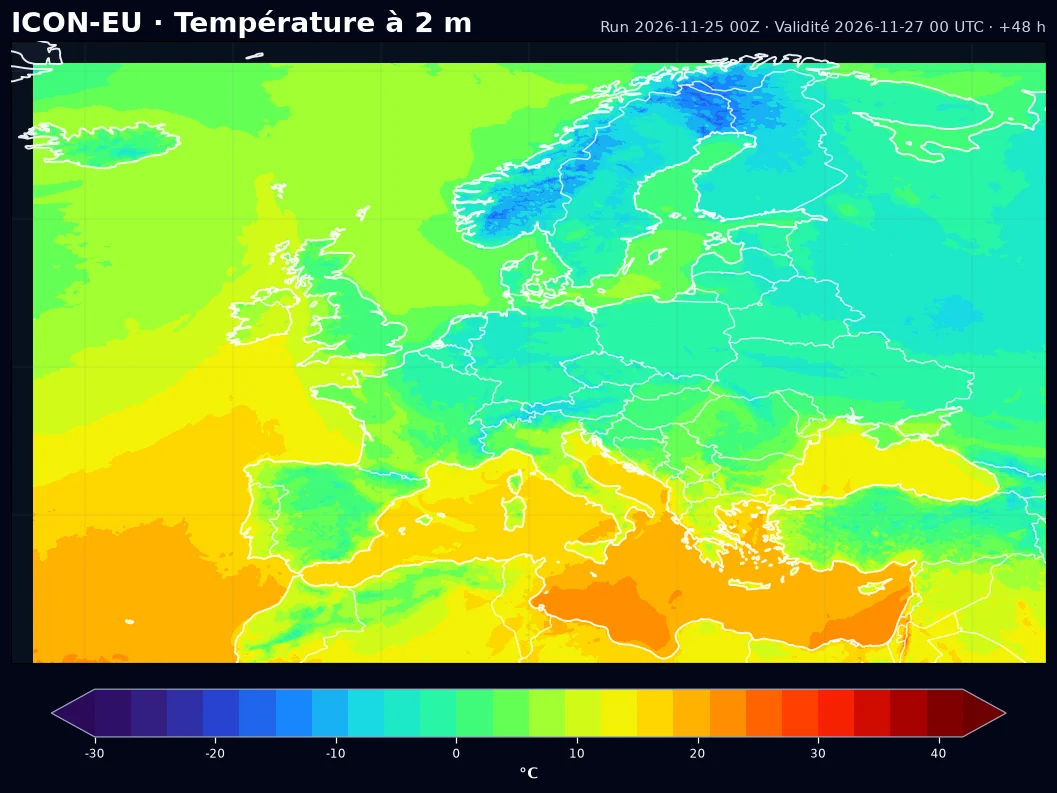 ICON-EU · Température à 2 m
Run 2026-11-25 00Z · Validité 2026-11-27 00 UTC · +48 h
-30 -20 -10 0 10 20 30 40
°C